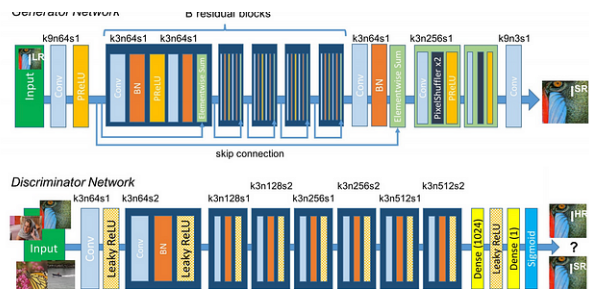 Generator Network
B residual blocks
k9n64s1 k3n64s1 k3n64s1 k3n64s1 k3n256s1 k9n3s1
Input
I LR
Conv
PReLU
Conv
BN
PReLU
Elementwise Sum
Conv
BN
Elementwise Sum
Conv
PixelShuffler x2
PReLU
Conv
I SR
skip connection
Discriminator Network
k3n128s2 k3n256s2 k3n512s2
k3n64s1 k3n64s2 k3n128s1 k3n256s1 k3n512s1
Input
Conv
Leaky ReLU
Conv
BN
Leaky ReLU
Dense (1024)
Leaky ReLU
Dense (1)
Sigmoid
I HR
?
I SR